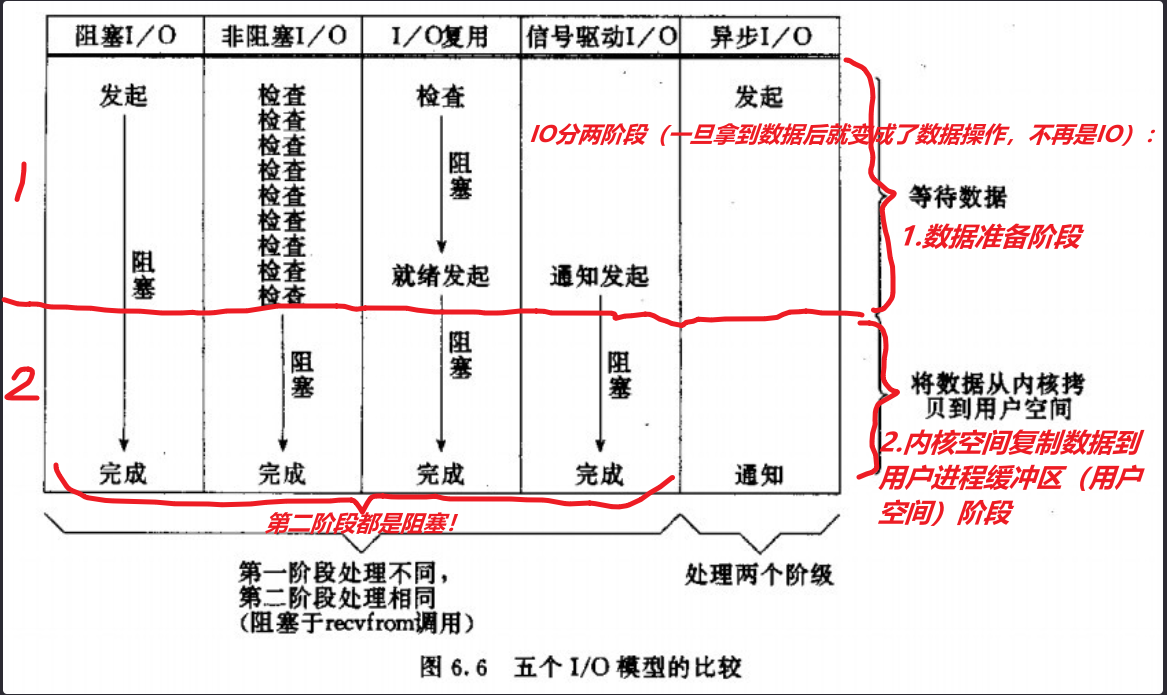 阻塞I/O 非阻塞I/O I/O复用 信号驱动I/O 异步I/O
发起 检查 检查 发起
检查
检查
检查
检查
检查
检查
检查
检查
阻塞
阻塞
就绪发起 通知发起
IO分两阶段（一旦拿到数据后就变成了数据操作，不再是IO）：
等待数据
1.数据准备阶段
1
2
阻塞 阻塞 阻塞
完成 完成 完成 完成 通知
将数据从内核拷
贝到用户空间
2.内核空间复制数据到
用户进程缓冲区（用户
空间）阶段
第二阶段都是阻塞！
第一阶段处理不同，
第二阶段处理相同
(阻塞于recvfrom调用)
处理两个阶级
图 6.6 五个 I/O 模型的比较